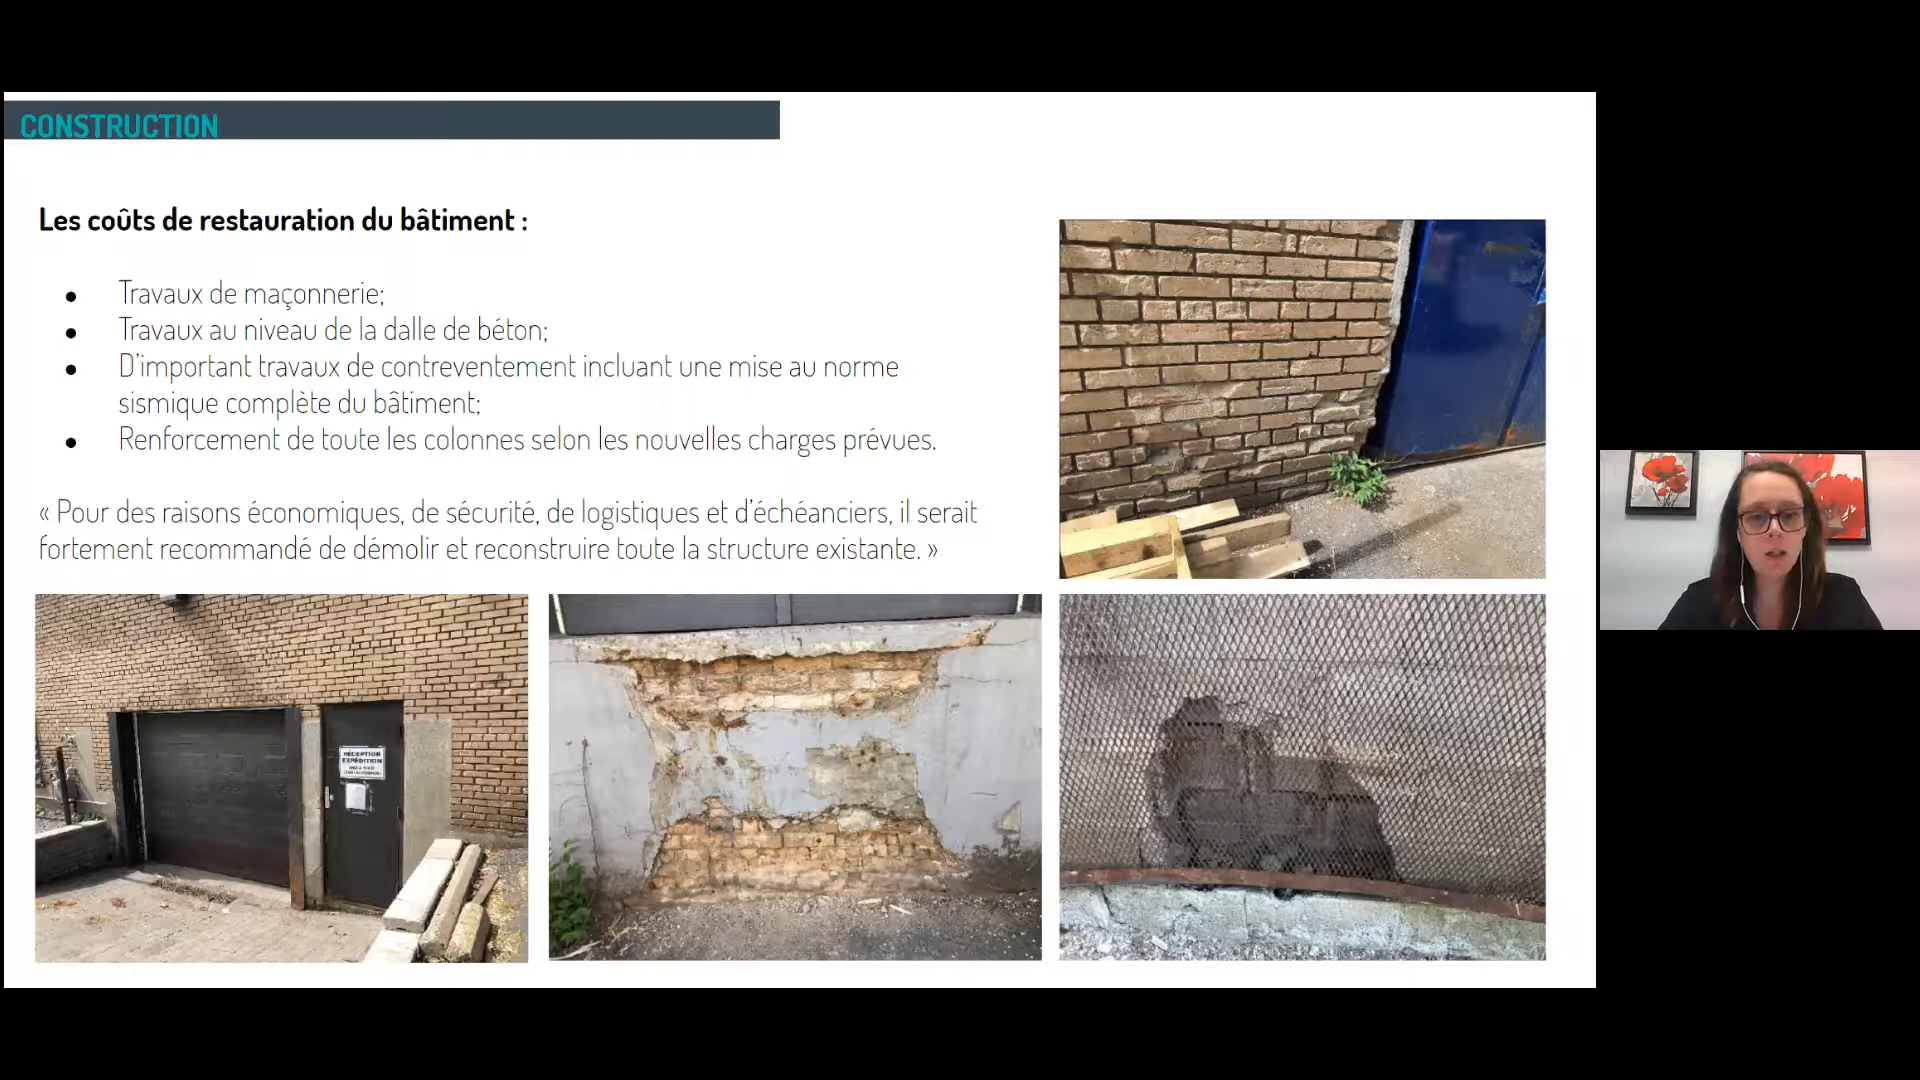 CONSTRUCTION
Les coûts de restauration du bâtiment :
● Travaux de maçonnerie;
● Travaux au niveau de la dalle de béton;
● D'important travaux de contreventement incluant une mise au norme
sismique complète du bâtiment;
● Renforcement de toute les colonnes selon les nouvelles charges prévues.
« Pour des raisons économiques, de sécurité, de logistiques et d'échéanciers, il serait
fortement recommandé de démolir et reconstruire toute la structure existante. »
RÉCEPTION
EXPÉDITION